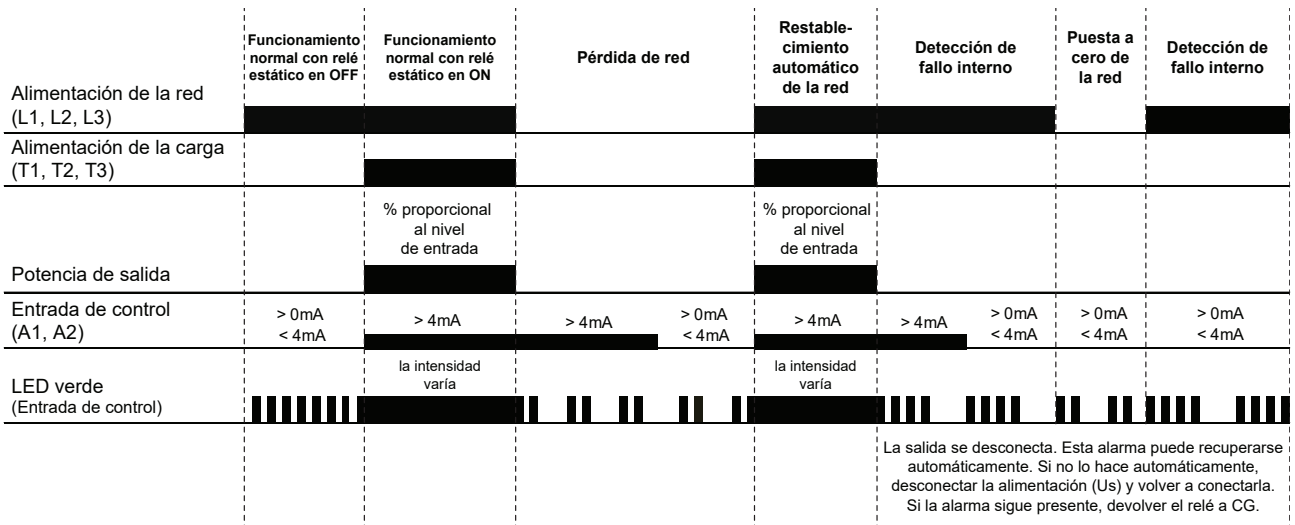 Funcionamiento
normal con relé
estático en OFF
Funcionamiento
normal con relé
estático en ON
Pérdida de red
Restable-
cimiento
automático
de la red
Detección de
fallo interno
Puesta a
cero de
la red
Detección de
fallo interno
Alimentación de la red
(L1, L2, L3)
Alimentación de la carga
(T1, T2, T3)
% proporcional
al nivel
de entrada
% proporcional
al nivel
de entrada
Potencia de salida
Entrada de control
(A1, A2)
> 0mA
< 4mA
> 4mA
> 4mA
> 0mA
< 4mA
> 4mA
> 4mA
> 0mA
< 4mA
> 0mA
< 4mA
> 0mA
< 4mA
LED verde
(Entrada de control)
la intensidad
varía
la intensidad
varía
La salida se desconecta. Esta alarma puede recuperarse
automáticamente. Si no lo hace automáticamente,
desconectar la alimentación (Us) y volver a conectarla.
Si la alarma sigue presente, devolver el relé a CG.